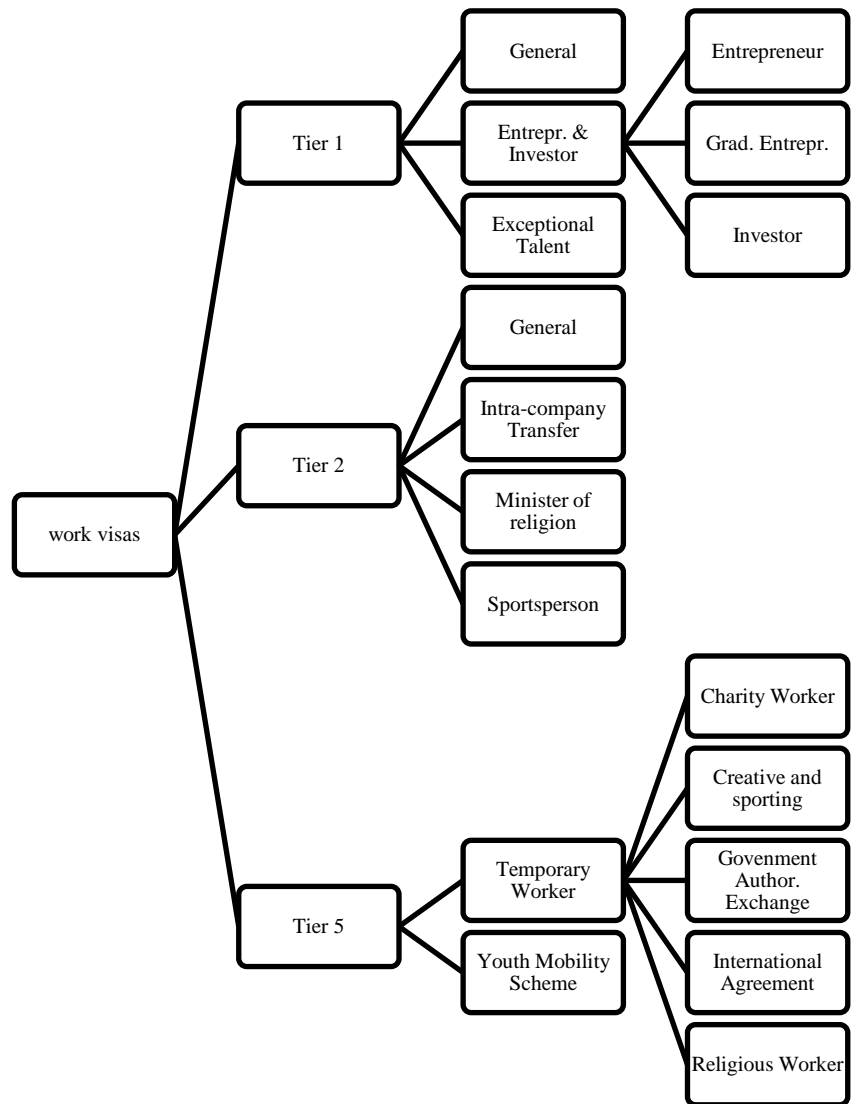 work visas
Tier 1
General
Entrepr. &
Investor
Entrepreneur
Grad. Entrepr.
Investor
Exceptional
Talent
Tier 2
General
Intra-company
Transfer
Minister of
religion
Sportsperson
Tier 5
Temporary
Worker
Charity Worker
Creative and
sporting
Govenment
Author.
Exchange
International
Agreement
Religious Worker
Youth Mobility
Scheme